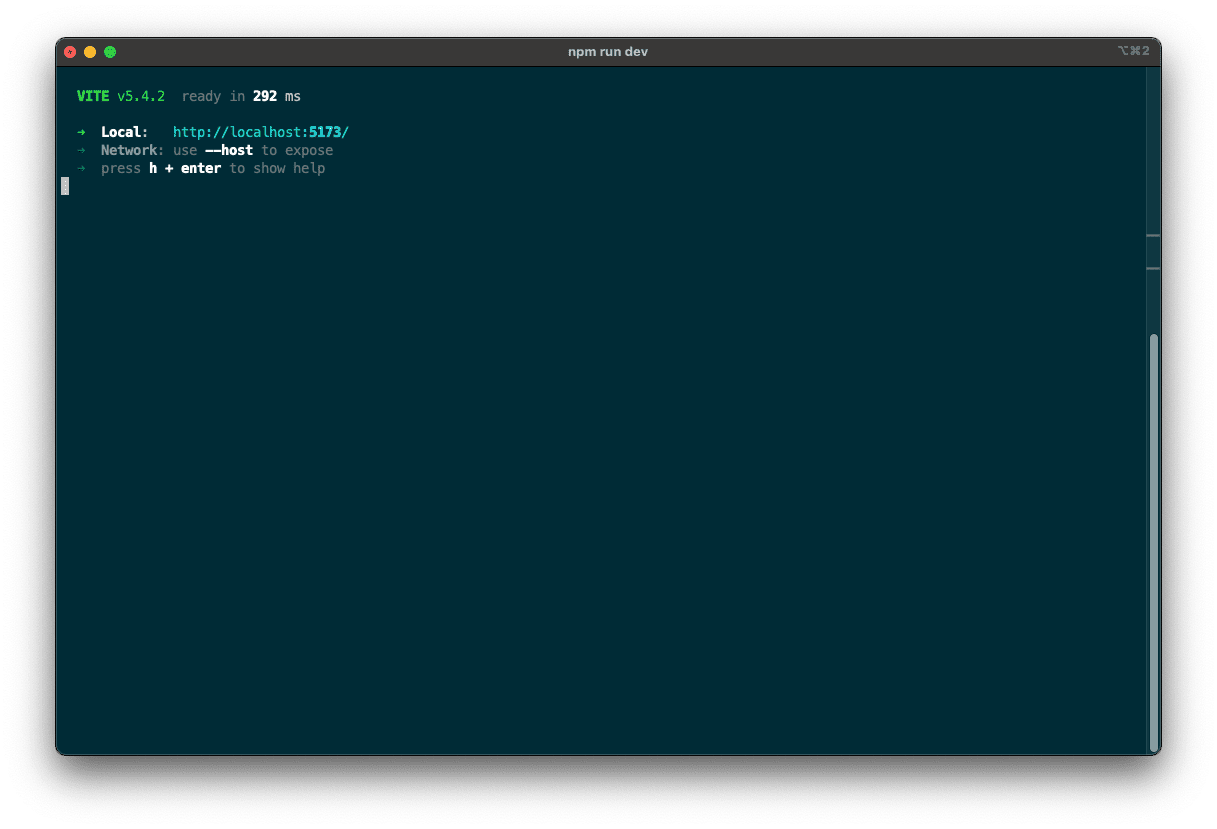 npm run dev
⌥⌘2
VITE v5.4.2 ready in 292 ms
➜ Local: http://localhost:5173/
➜ Network: use --host to expose
➜ press h + enter to show help